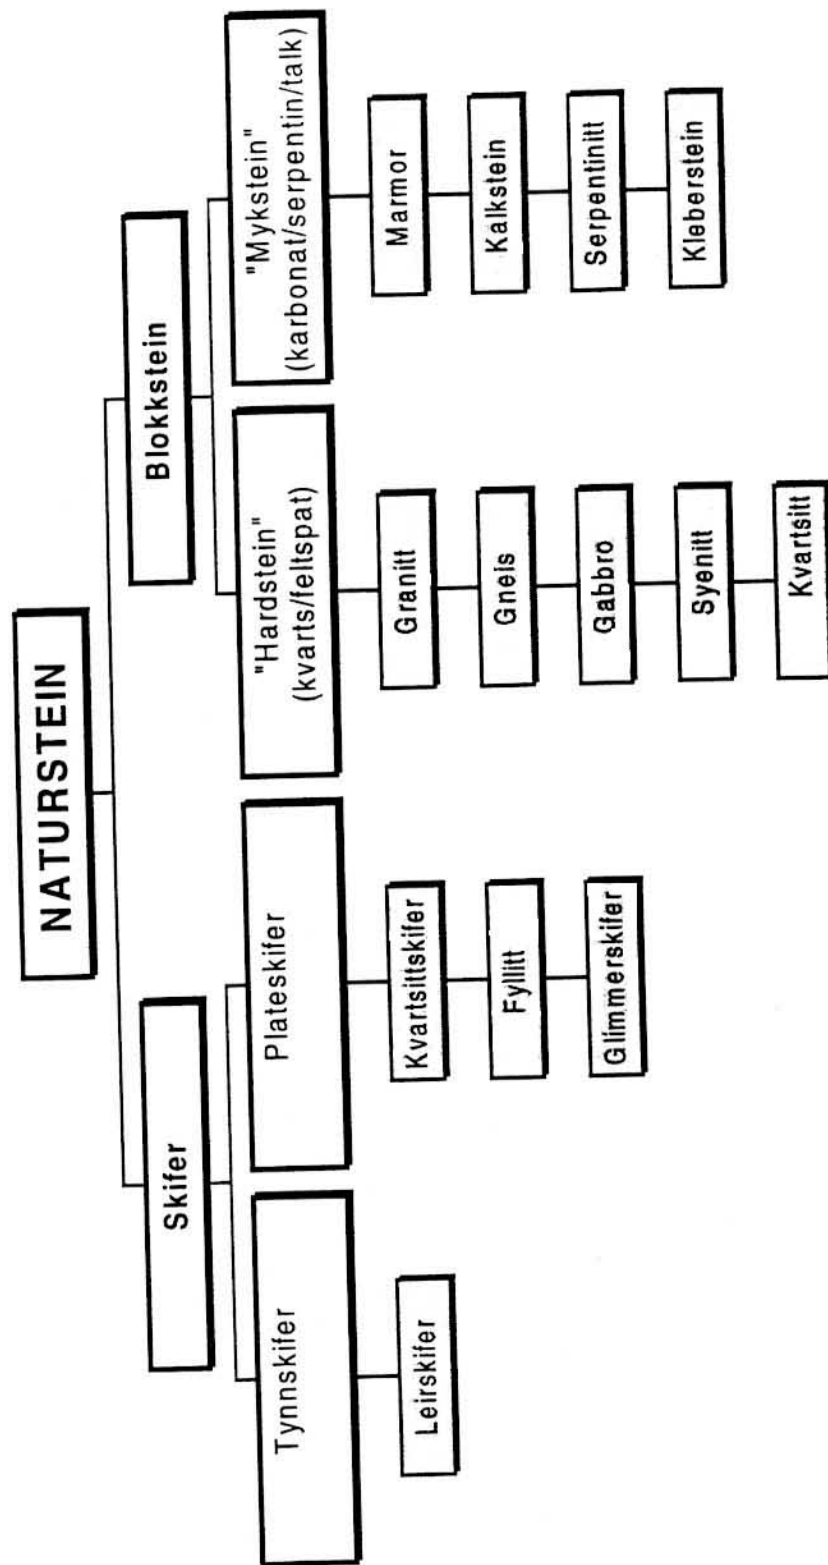 NATURSTEIN
Skifer
Blokkstein
Tynnskifer
Plateskifer
"Hardstein"
(kvarts/feltspat)
"Mykstein"
(karbonat/serpentin/talk)
Leirskifer
Kvartsittskifer
Fyllitt
Glimmerskifer
Granitt
Gneis
Gabbro
Syenitt
Kvartsitt
Marmor
Kalkstein
Serpentinitt
Kleberstein